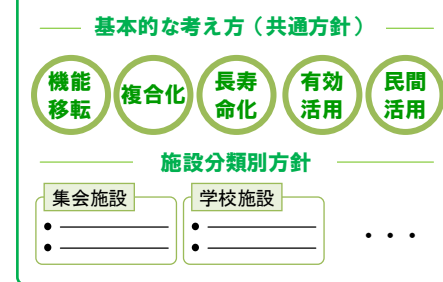 基本的な考え方（共通方針）
機能移転 複合化 長寿命化 有効活用 民間活用
施設分類別方針
集会施設 学校施設
・・・